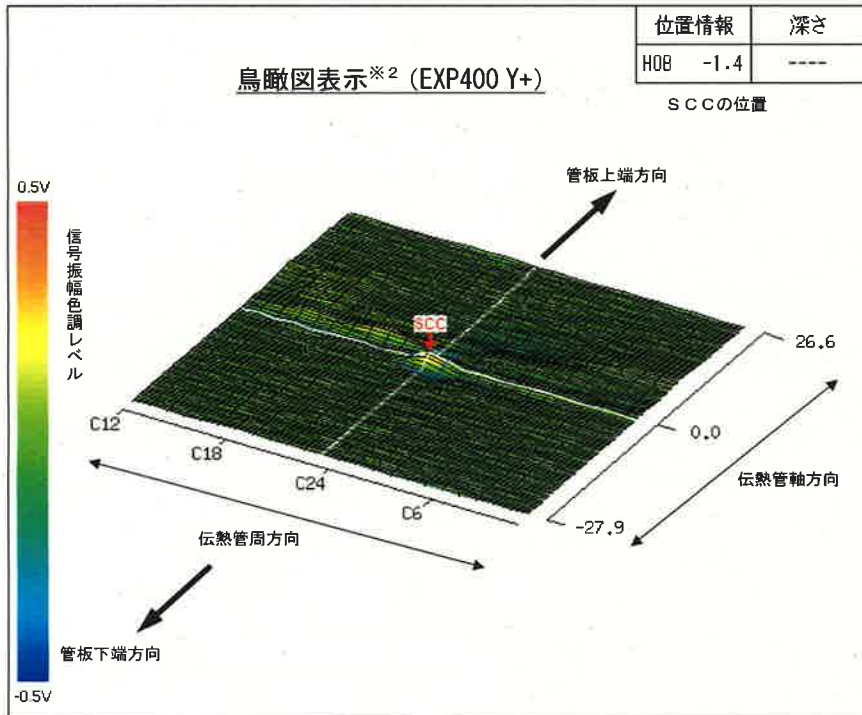 位置情報 深さ
H08 -1.4 ----
SCCの位置
鳥瞰図表示※2 (EXP400 Y+)
管板上端方向
0.5V
信号振幅色調レベル
SCC
26.6
0.0
-27.9
伝熱管軸方向
C12
C18
C24
C6
伝熱管周方向
管板下端方向
-0.5V